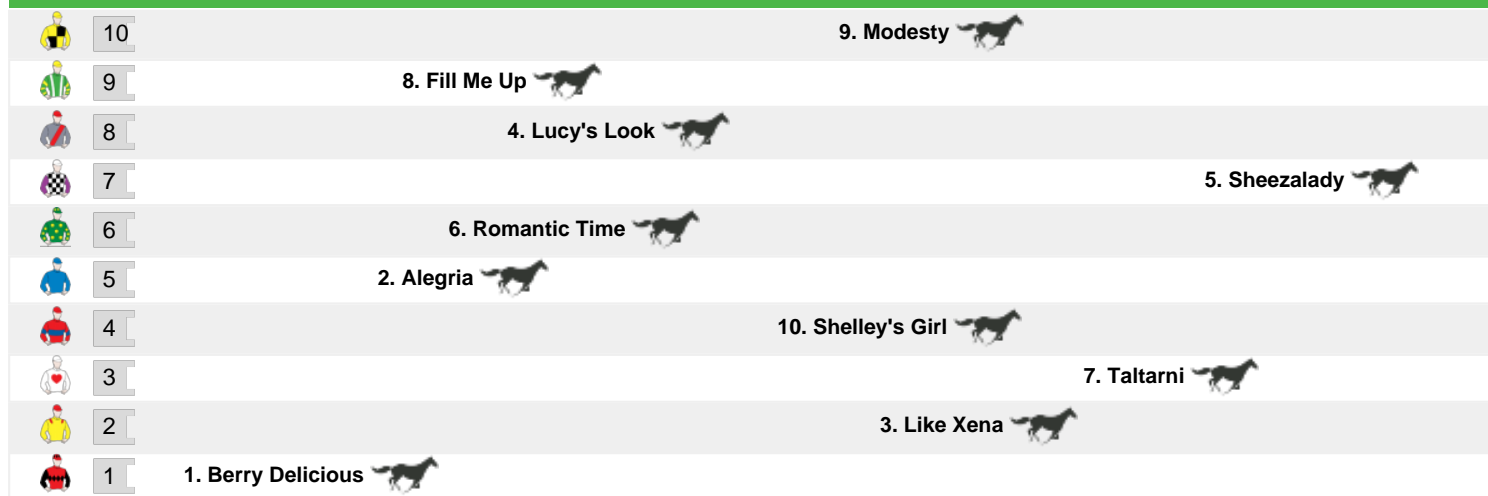 10 9. Modesty
9 8. Fill Me Up
8 4. Lucy's Look
7 5. Sheezalady
6 6. Romantic Time
5 2. Alegria
4 10. Shelley's Girl
3 7. Taltarni
2 3. Like Xena
1 1. Berry Delicious